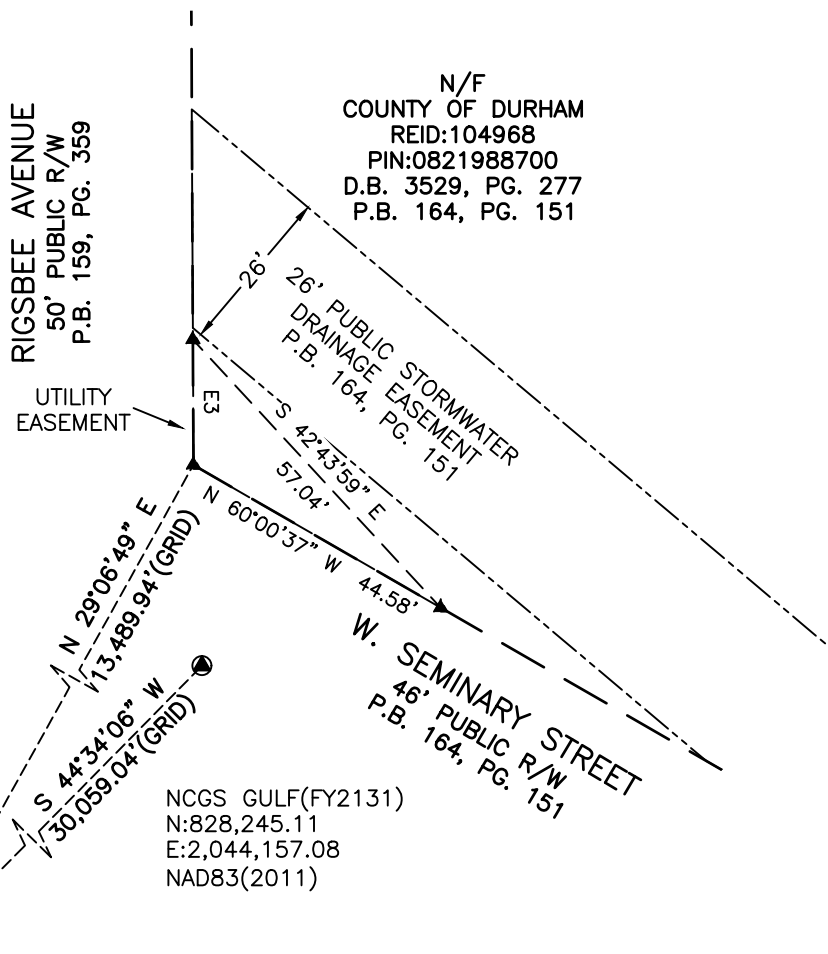 N/F
COUNTY OF DURHAM
REID:104968
PIN:0821988700
D.B. 3529, PG. 277
P.B. 164, PG. 151
RIGSBEE AVENUE
50' PUBLIC R/W
P.B. 159, PG. 359
26'
26' PUBLIC STORMWATER
DRAINAGE EASEMENT
P.B. 164, PG. 151
UTILITY
EASEMENT
E3
S 42°43'59" E
57.04'
N 60°00'37" W 44.58'
N 29°06'49" E
13,489.94'(GRID)
W. SEMINARY STREET
46' PUBLIC R/W
P.B. 164, PG. 151
S 44°34'06" W
30,059.04'(GRID)
NCGS GULF(FY2131)
N:828,245.11
E:2,044,157.08
NAD83(2011)